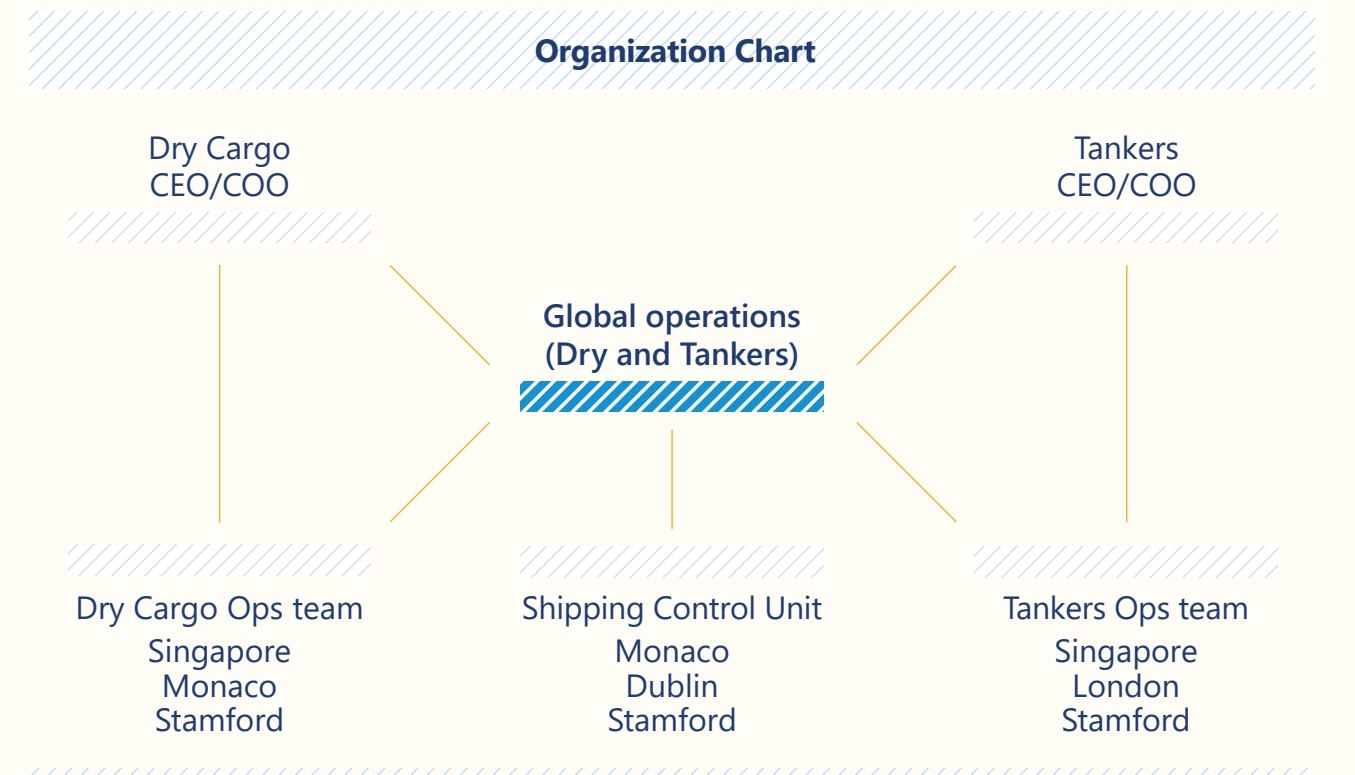 Organization Chart
Dry Cargo
CEO/COO
Tankers
CEO/COO
Global operations
(Dry and Tankers)
Dry Cargo Ops team
Singapore
Monaco
Stamford
Shipping Control Unit
Monaco
Dublin
Stamford
Tankers Ops team
Singapore
London
Stamford